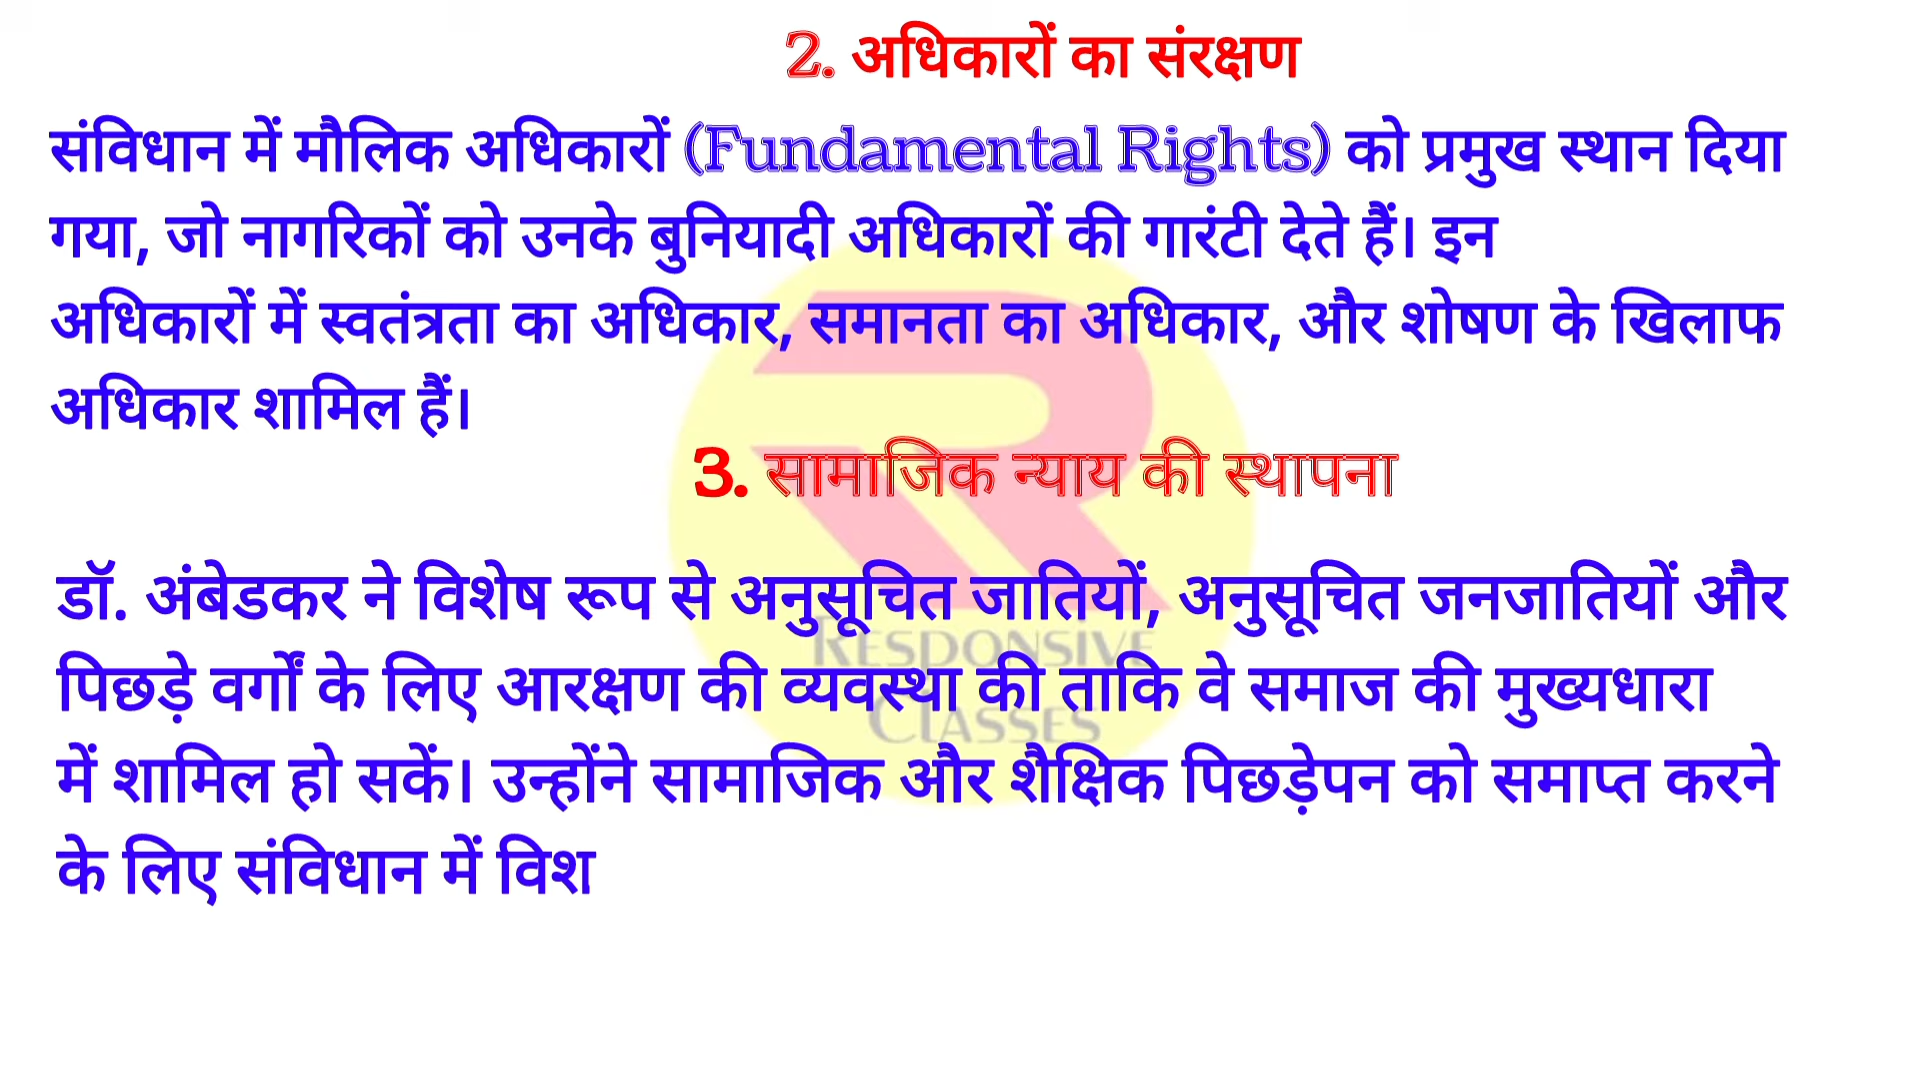 2. अधिकारों का संरक्षण
संविधान में मौलिक अधिकारों (Fundamental Rights) को प्रमुख स्थान दिया
गया, जो नागरिकों को उनके बुनियादी अधिकारों की गारंटी देते हैं। इन
अधिकारों में स्वतंत्रता का अधिकार, समानता का अधिकार, और शोषण के खिलाफ
अधिकार शामिल हैं।
3. सामाजिक न्याय की स्थापना
डॉ. अंबेडकर ने विशेष रूप से अनुसूचित जातियों, अनुसूचित जनजातियों और
RESPONSIVE
पिछड़े वर्गों के लिए आरक्षण की व्यवस्था की ताकि वे समाज की मुख्यधारा
CLASSES
में शामिल हो सकें। उन्होंने सामाजिक और शैक्षिक पिछड़ेपन को समाप्त करने
के लिए संविधान में विश